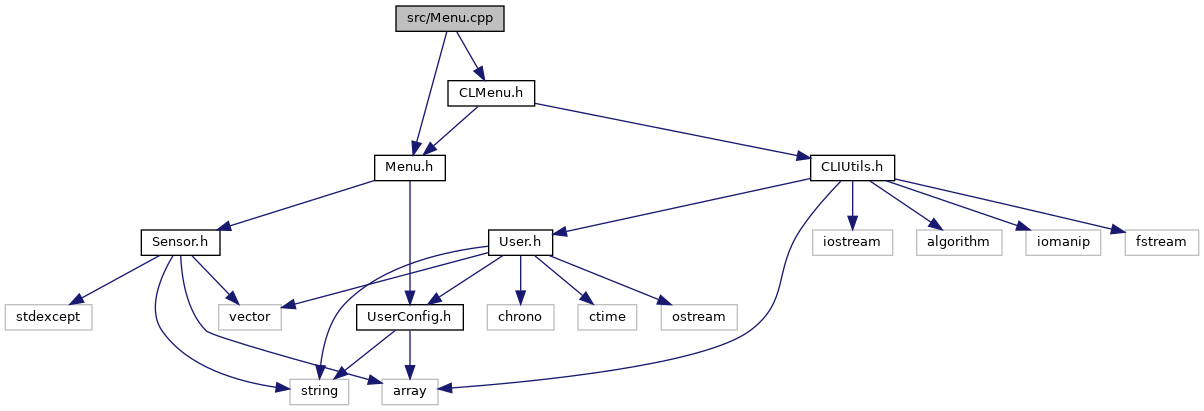 src/Menu.cpp
CLMenu.h
Menu.h
CLIUtils.h
Sensor.h
User.h
iostream
algorithm
iomanip
fstream
stdexcept
vector
UserConfig.h
chrono
ctime
ostream
string
array